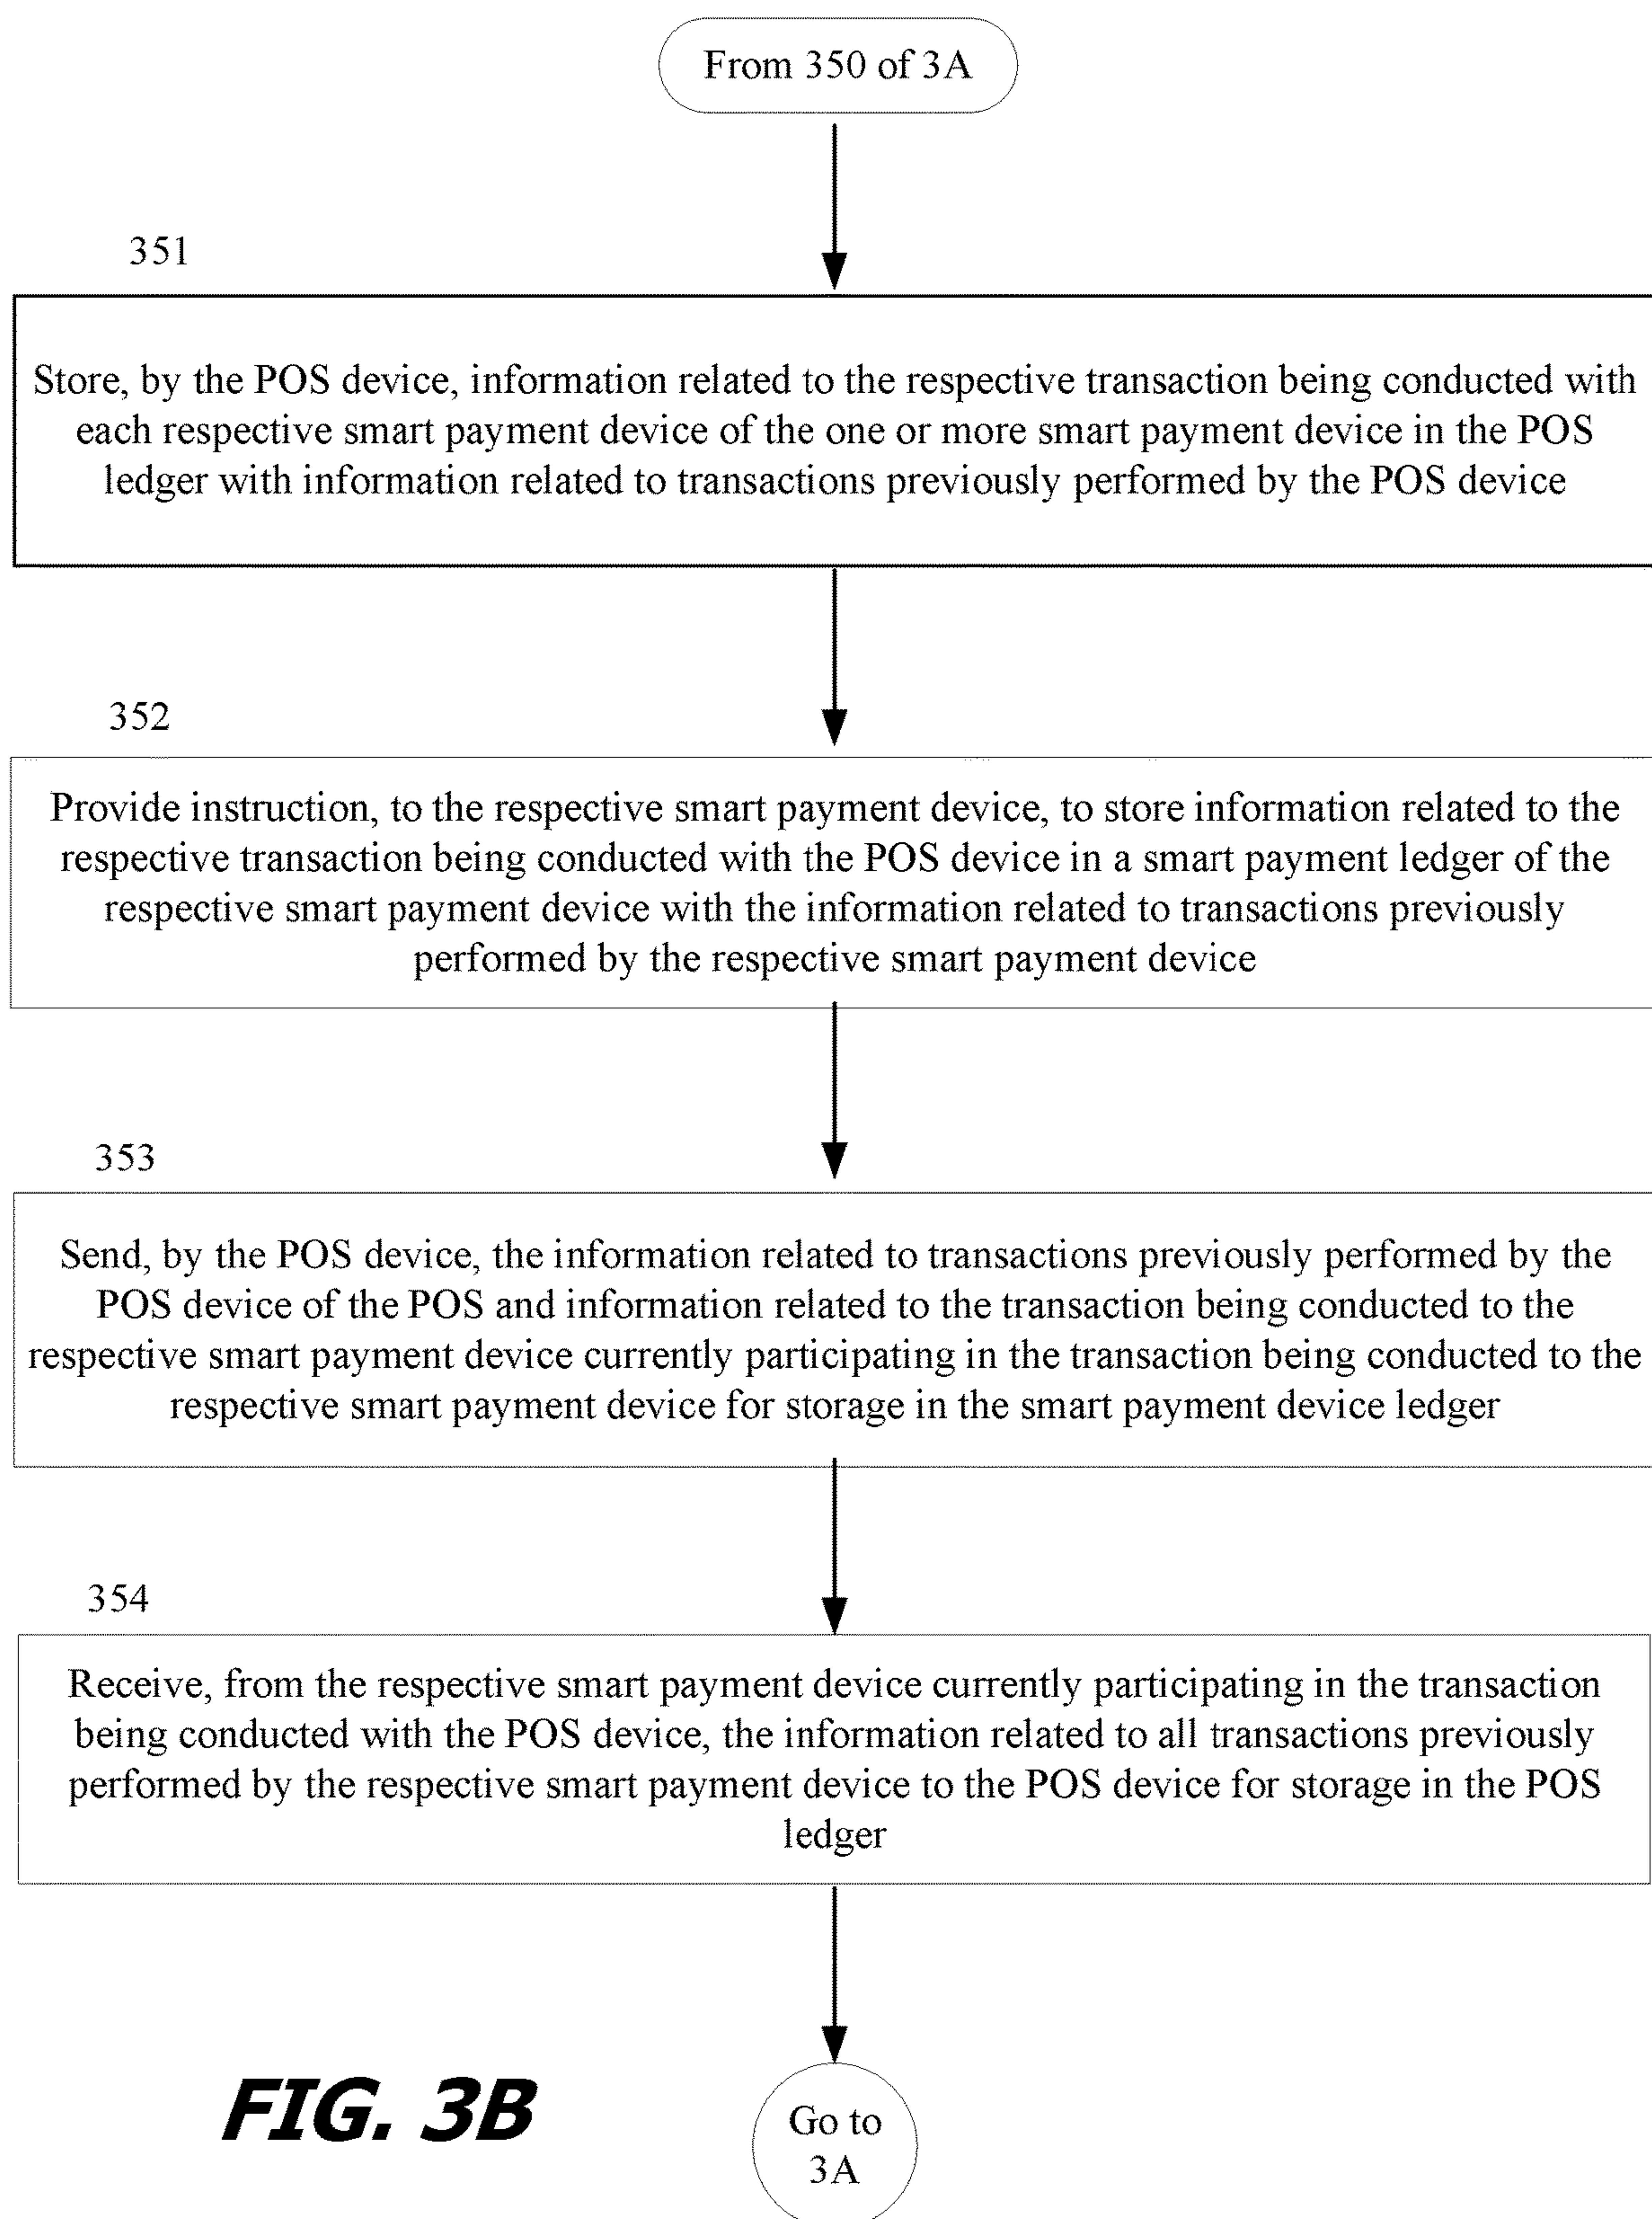 From 350 of 3A
351
Store, by the POS device, information related to the respective transaction being conducted with
each respective smart payment device of the one or more smart payment device in the POS
ledger with information related to transactions previously performed by the POS device
352
Provide instruction, to the respective smart payment device, to store information related to the
respective transaction being conducted with the POS device in a smart payment ledger of the
respective smart payment device with the information related to transactions previously
performed by the respective smart payment device
353
Send, by the POS device, the information related to transactions previously performed by the
POS device of the POS and information related to the transaction being conducted to the
respective smart payment device currently participating in the transaction being conducted to the
respective smart payment device for storage in the smart payment device ledger
354
Receive, from the respective smart payment device currently participating in the transaction
being conducted with the POS device, the information related to all transactions previously
performed by the respective smart payment device to the POS device for storage in the POS
ledger
FIG. 3B
Go to
3A